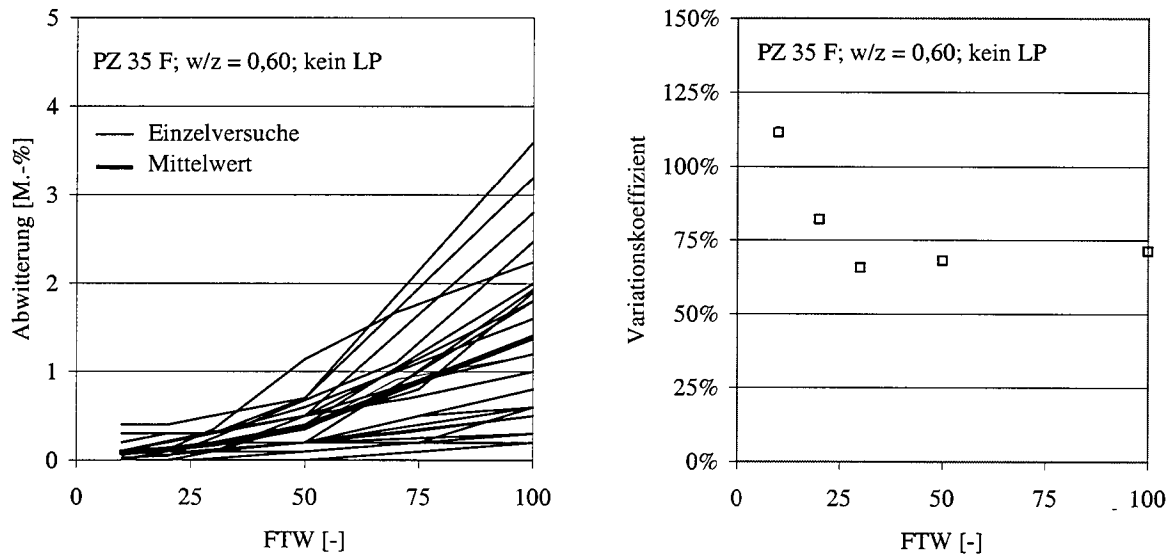 5
4
3
2
1
0
Abwitterung [M.-%]
PZ 35 F; w/z = 0,60; kein LP
Einzelversuche
Mittelwert
0
25
50
75
100
FTW [-]
150%
125%
100%
75%
50%
25%
0%
Variationskoeffizient
PZ 35 F; w/z = 0,60; kein LP
0
25
50
75
100
FTW [-]